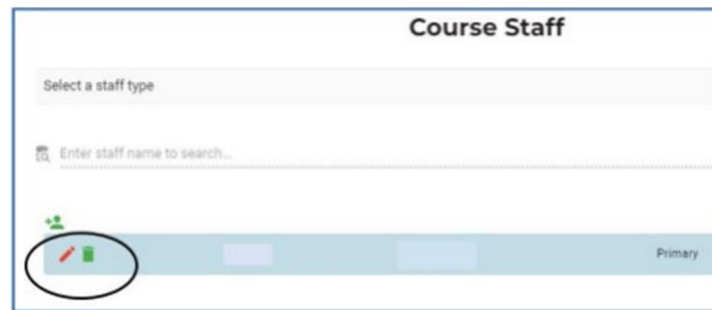 Course Staff
Select a staff type
Enter staff name to search...
Primary